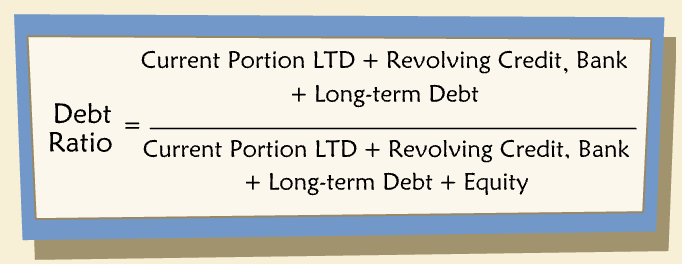 Debt
Ratio
=
Current Portion LTD + Revolving Credit, Bank
+ Long-term Debt
Current Portion LTD + Revolving Credit, Bank
+ Long-term Debt + Equity